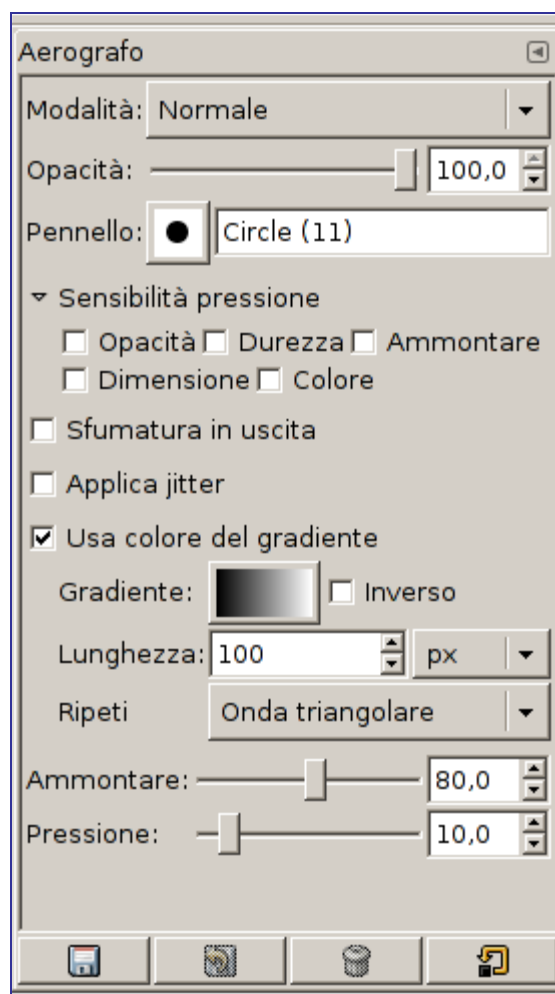 Aerografo
Modalità: Normale
Opacità: 100,0
Pennello: Circle (11)
Sensibilità pressione
Opacità Durezza Ammontare
Dimensione Colore
Sfumatura in uscita
Applica jitter
Usa colore del gradiente
Gradiente: Inverso
Lunghezza: 100 px
Ripeti Onda triangolare
Ammontare: 80,0
Pressione: 10,0